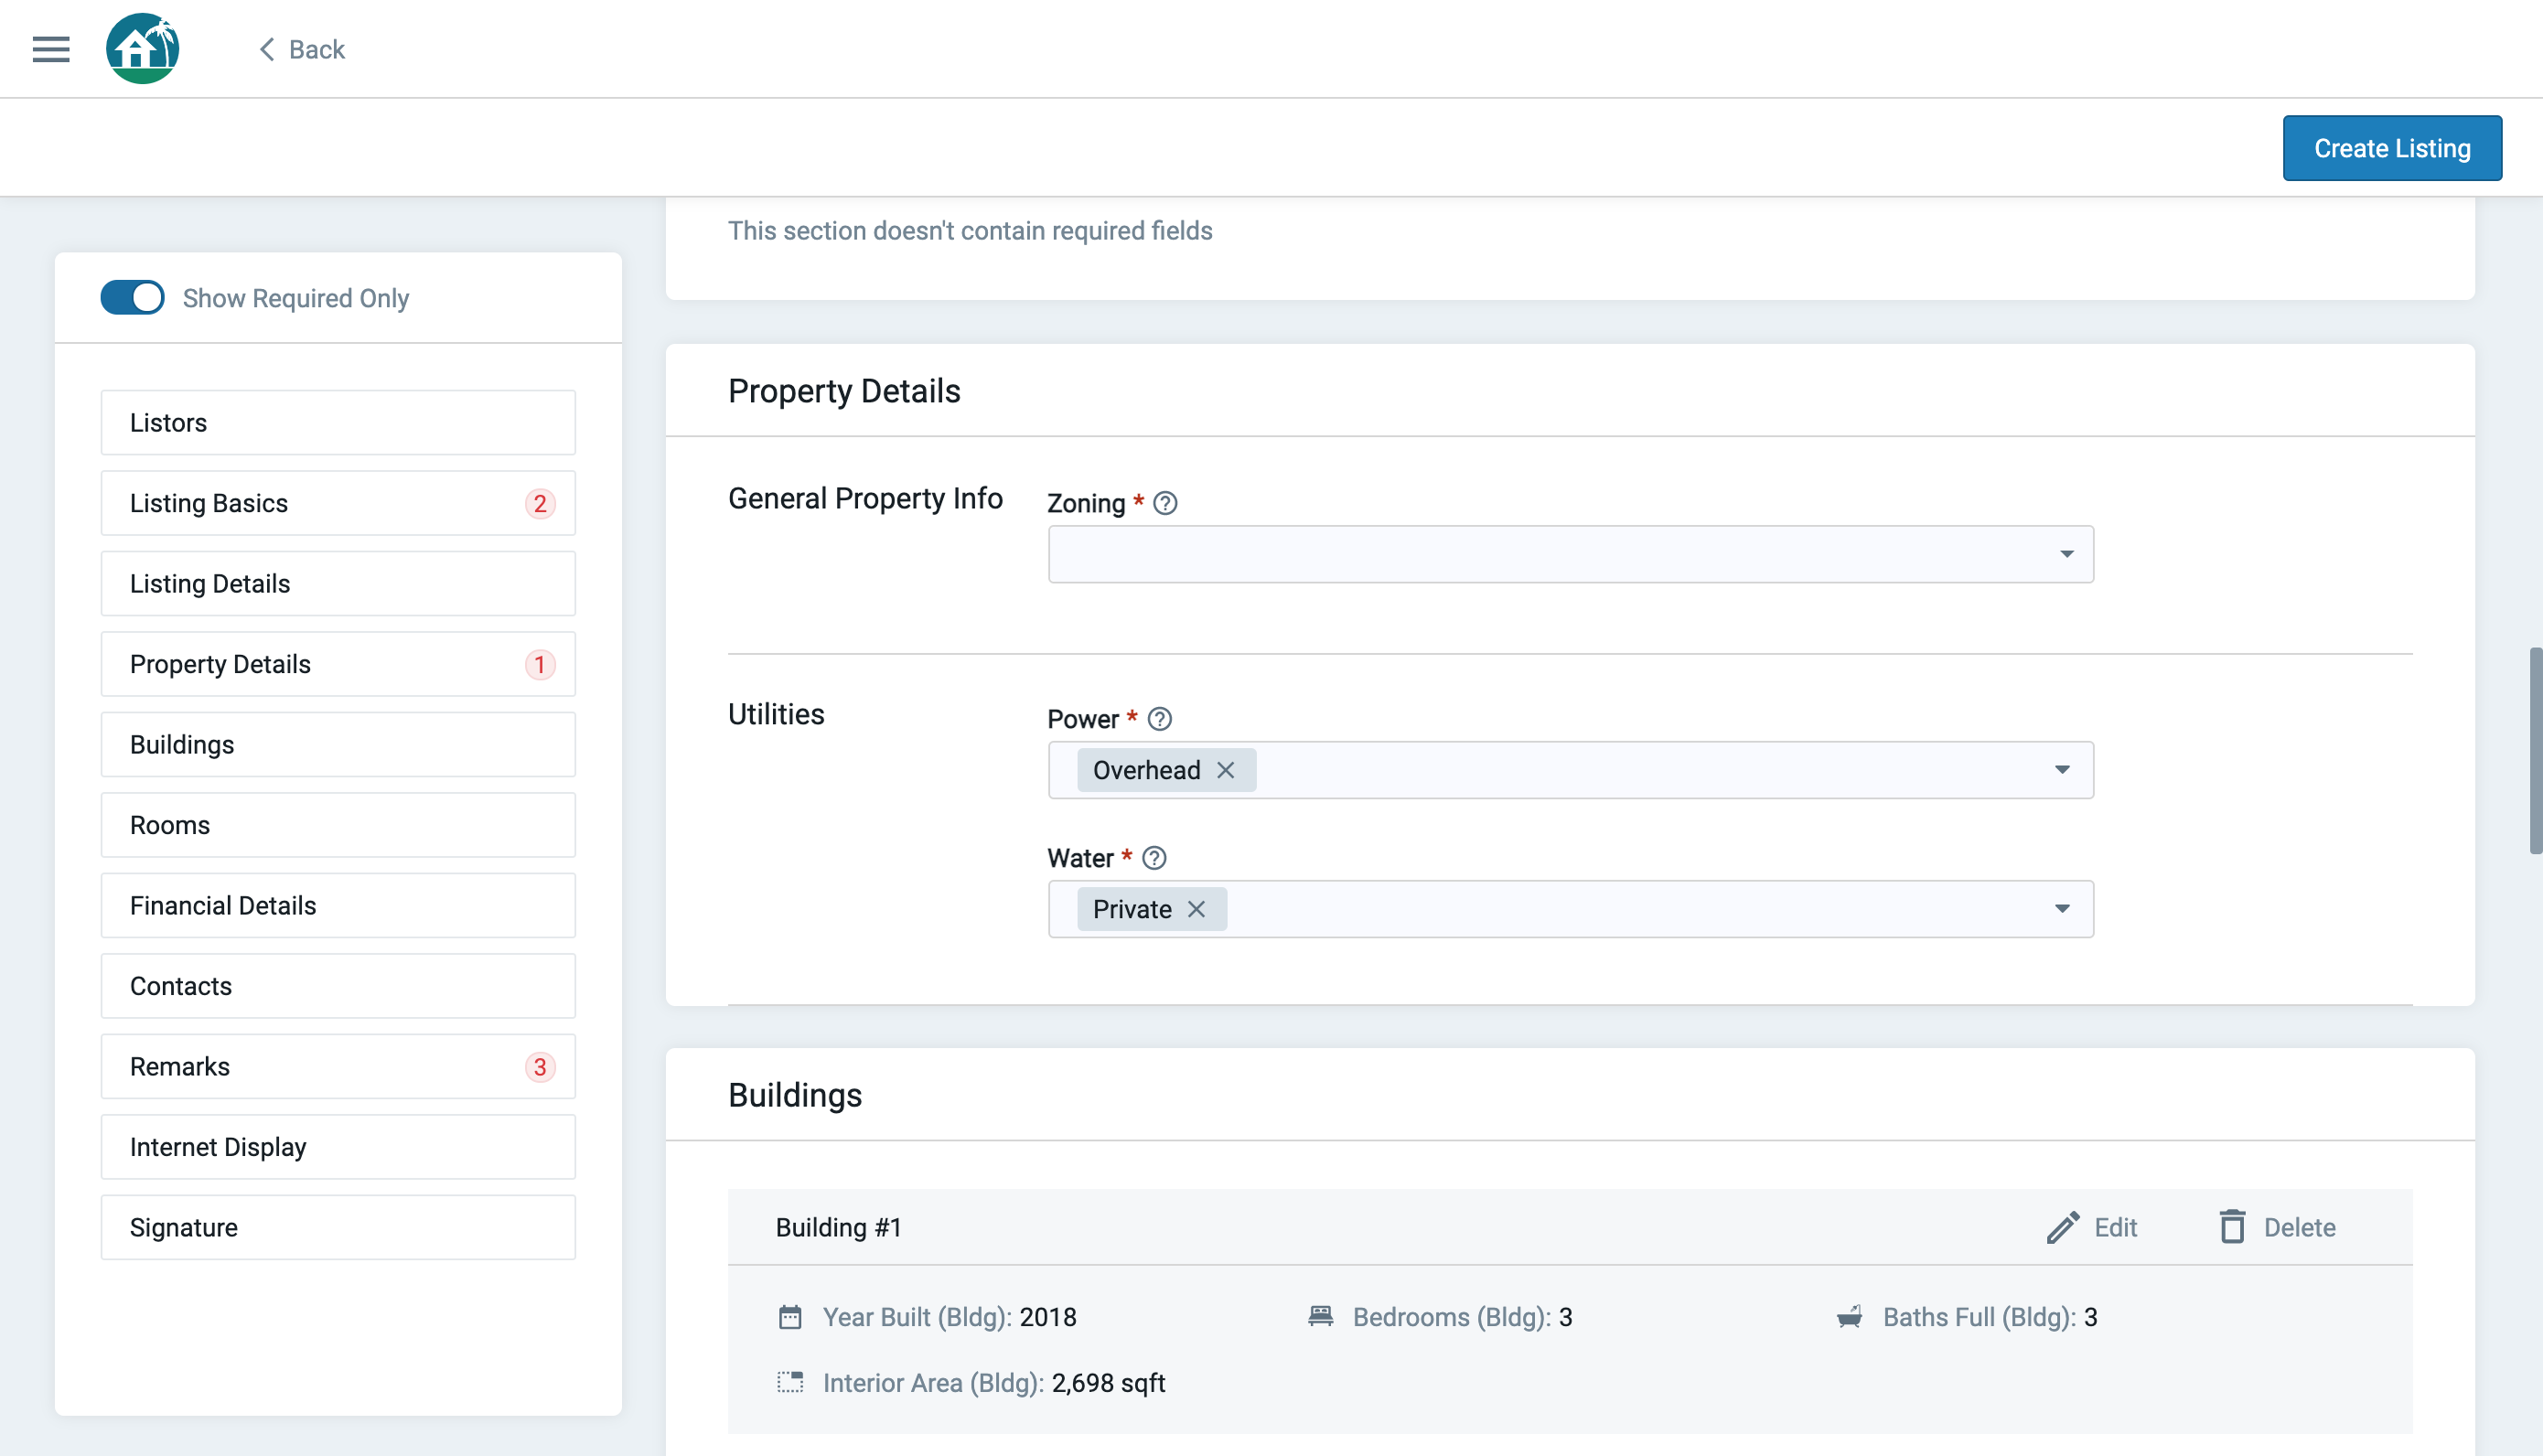 Back
Create Listing
This section doesn't contain required fields
Show Required Only
Listors
Listing Basics 2
Listing Details
Property Details 1
Buildings
Rooms
Financial Details
Contacts
Remarks 3
Internet Display
Signature
Property Details
General Property Info
Zoning *
Utilities
Power *
Overhead
Water *
Private
Buildings
Building #1
Edit
Delete
Year Built (Bldg): 2018
Bedrooms (Bldg): 3
Baths Full (Bldg): 3
Interior Area (Bldg): 2,698 sqft